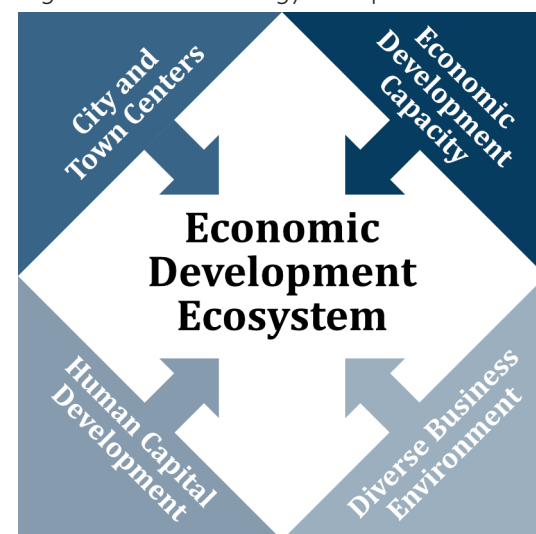 City and
Town Centers
Economic
Development
Capacity
Economic
Development
Ecosystem
Human Capital
Development
Diverse Business
Environment